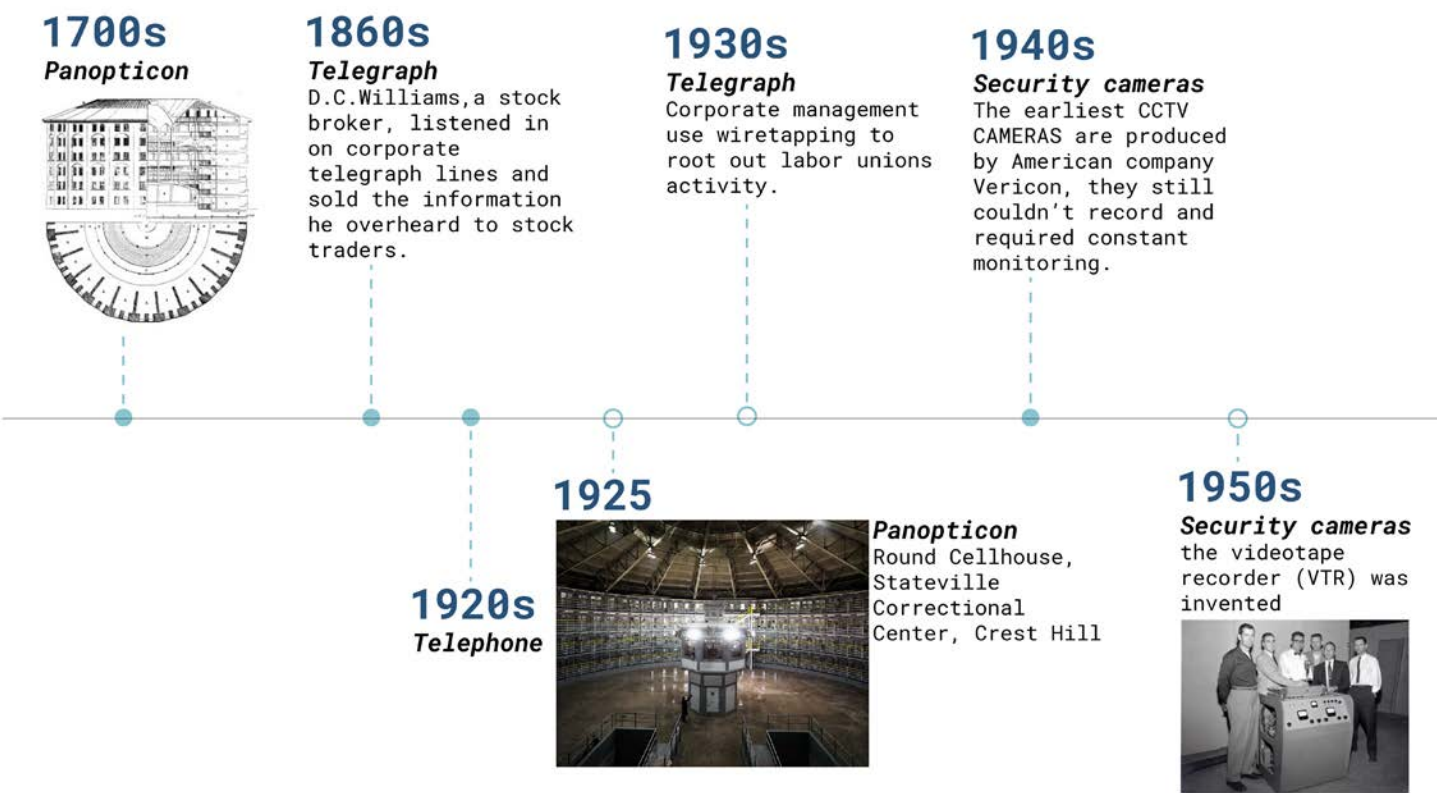 1700s
Panopticon
1860s
Telegraph
D.C.Williams,a stock
broker, listened in
on corporate
telegraph lines and
sold the information
he overheard to stock
traders.
1930s
Telegraph
Corporate management
use wiretapping to
root out labor unions
activity.
1940s
Security cameras
The earliest CCTV
CAMERAS are produced
by American company
Vericon, they still
couldn't record and
required constant
monitoring.
1920s
Telephone
1925
Panopticon
Round Cellhouse,
Stateville
Correctional
Center, Crest Hill
1950s
Security cameras
the videotape
recorder (VTR) was
invented